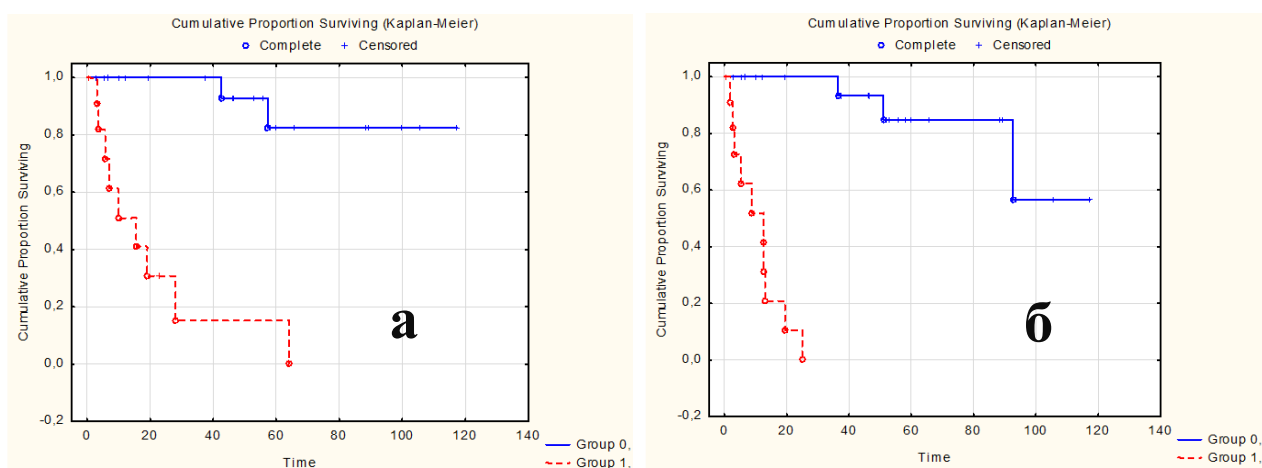 Cumulative Proportion Surviving (Kaplan-Meier)
Complete Censored
1,0
0,8
0,6
0,4
0,2
0,0
-0,2
Cumulative Proportion Surviving
а
0 20 40 60 80 100 120 140
Time
Group 0,
Group 1,
Cumulative Proportion Surviving (Kaplan-Meier)
Complete Censored
1,0
0,8
0,6
0,4
0,2
0,0
-0,2
Cumulative Proportion Surviving
б
0 20 40 60 80 100 120 140
Time
Group 0,
Group 1,